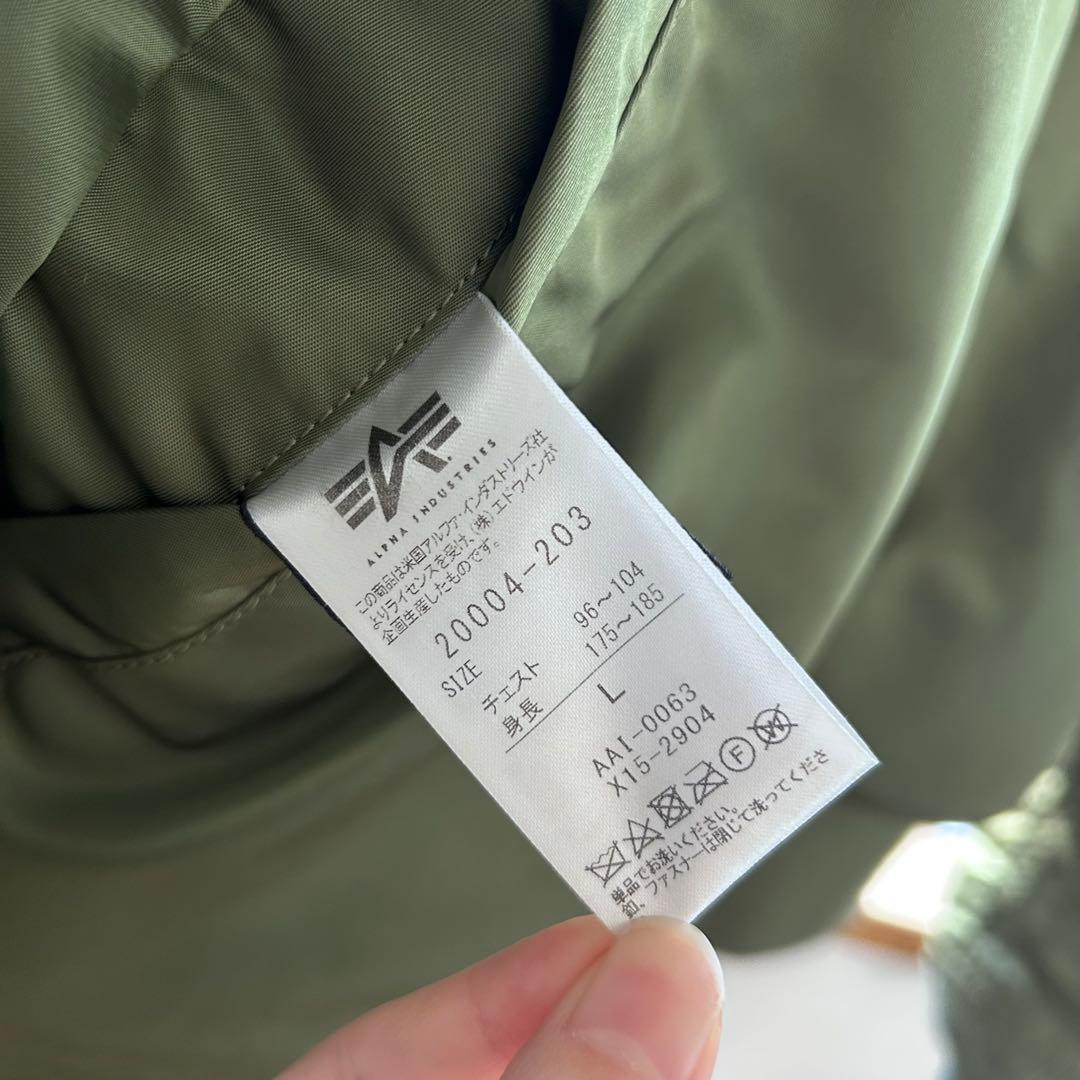 ALPHA INDUSTRIES
この商品は米国アルファ・インダストリーズ社
よりライセンスを受け、(株)エドウインが
企画生産したものです。
20004-203
SIZE
チェスト 96～104
身長 175～185
L
AAI-0063
X15-2904
F W
単品でお洗いください。
釦、ファスナーは閉じて洗ってくださ